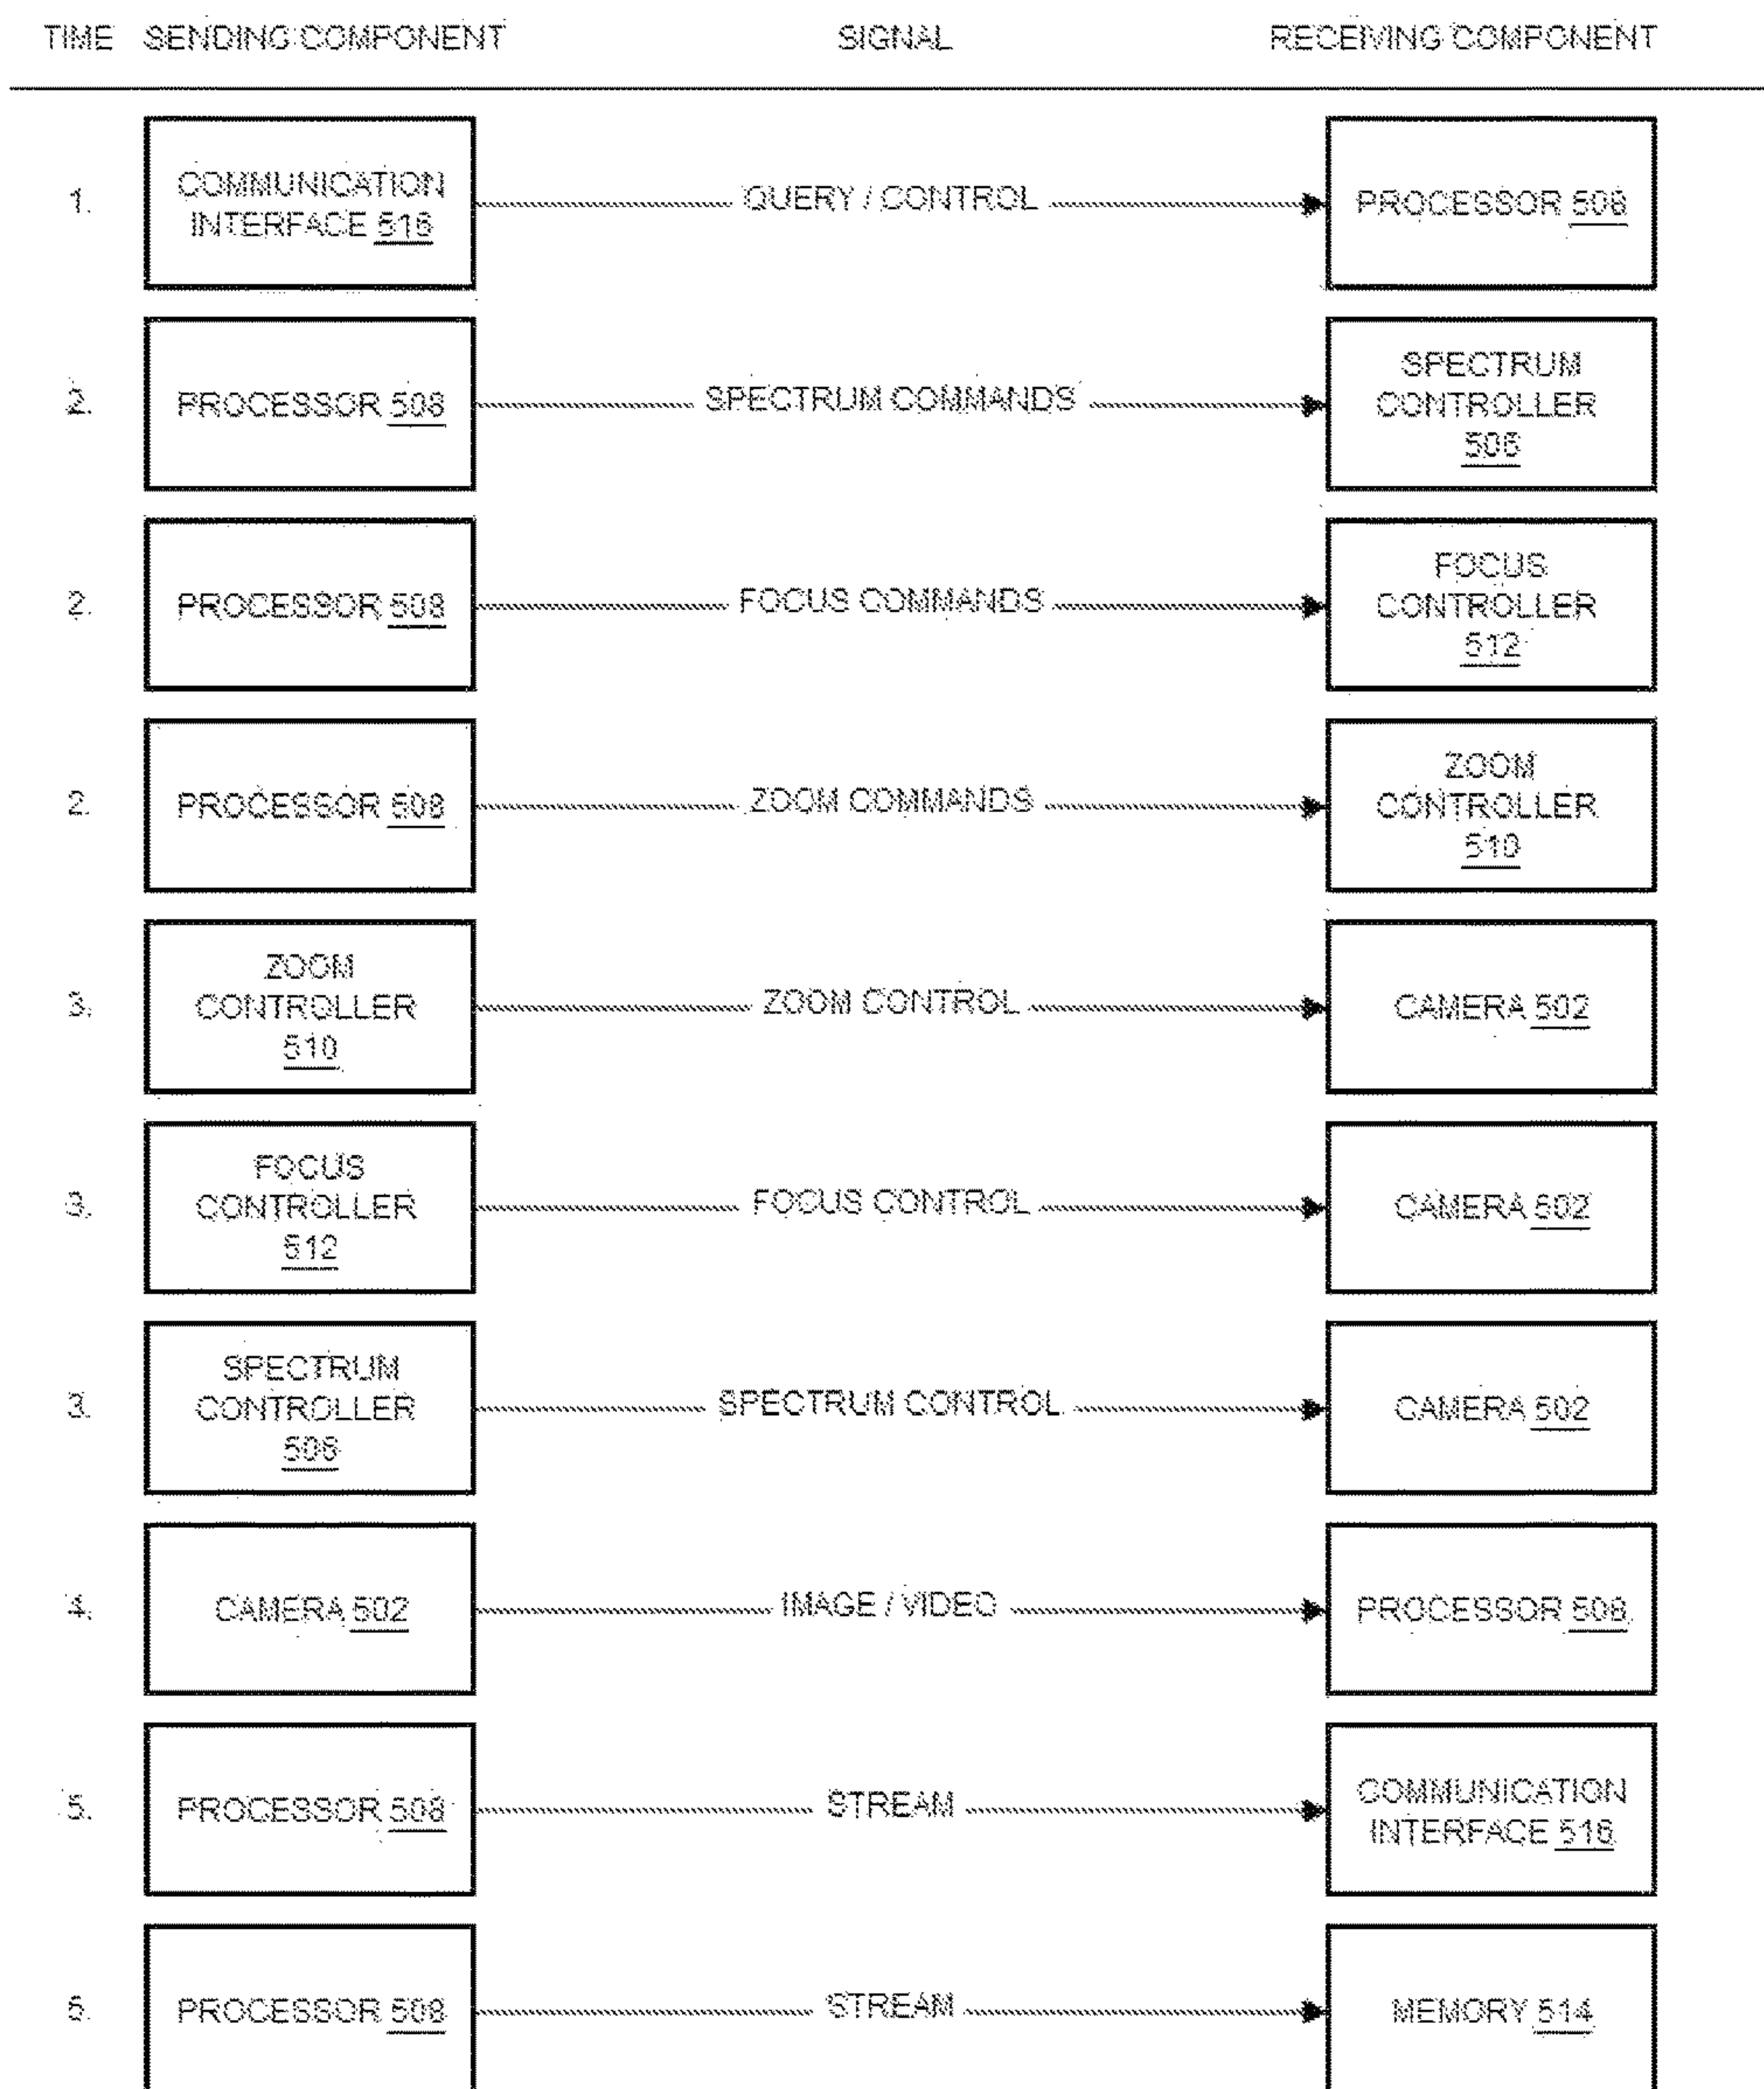 TIME SENDING COMPONENT SIGNAL RECEIVING COMPONENT
1.
COMMUNICATION
INTERFACE 516
QUERY / CONTROL
PROCESSOR 508
2.
PROCESSOR 508
SPECTRUM COMMANDS
SPECTRUM
CONTROLLER
506
2.
PROCESSOR 508
FOCUS COMMANDS
FOCUS
CONTROLLER
512
2.
PROCESSOR 508
ZOOM COMMANDS
ZOOM
CONTROLLER
510
3.
ZOOM
CONTROLLER
510
ZOOM CONTROL
CAMERA 502
3.
FOCUS
CONTROLLER
512
FOCUS CONTROL
CAMERA 502
3.
SPECTRUM
CONTROLLER
506
SPECTRUM CONTROL
CAMERA 502
4.
CAMERA 502
IMAGE / VIDEO
PROCESSOR 508
5.
PROCESSOR 508
STREAM
COMMUNICATION
INTERFACE 516
5.
PROCESSOR 508
STREAM
MEMORY 514